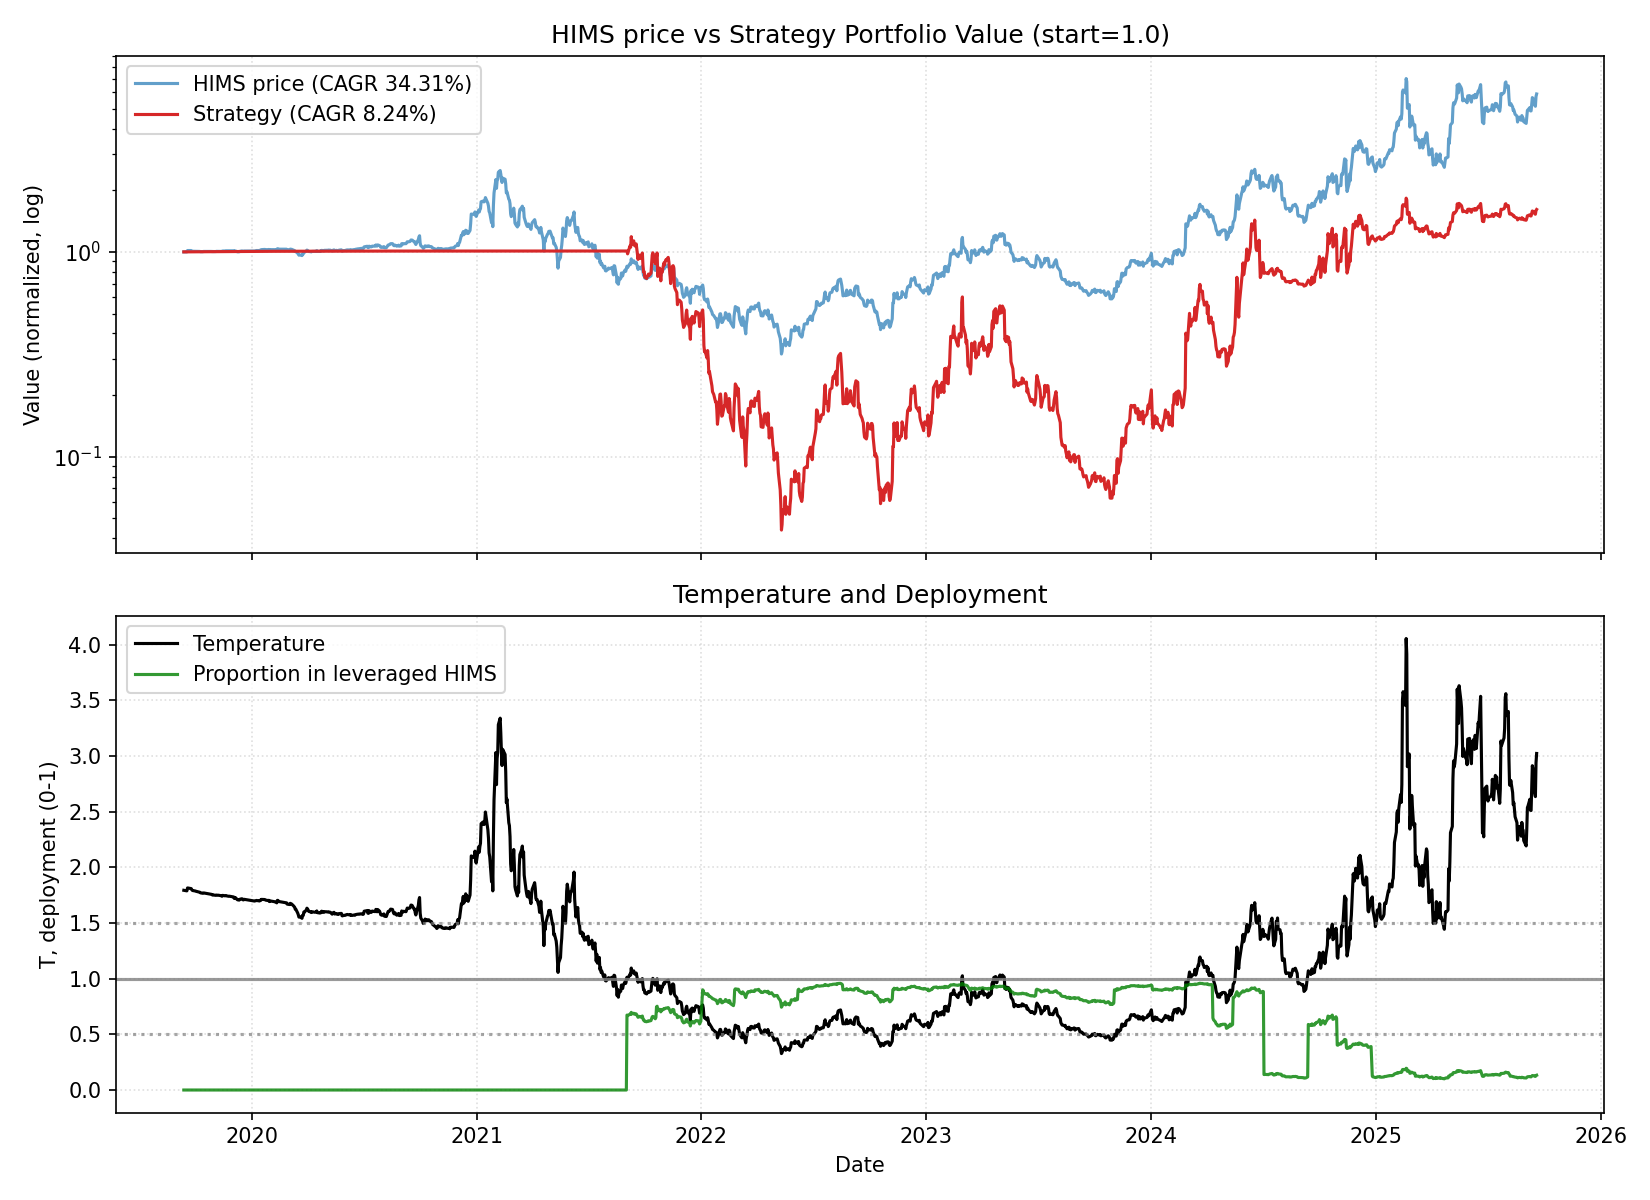 HIMS price vs Strategy Portfolio Value (start=1.0)
HIMS price (CAGR 34.31%)
Strategy (CAGR 8.24%)
Value (normalized, log)
10⁰
10⁻¹
Temperature and Deployment
Temperature
Proportion in leveraged HIMS
T, deployment (0-1)
4.0
3.5
3.0
2.5
2.0
1.5
1.0
0.5
0.0
2020 2021 2022 2023 2024 2025 2026
Date